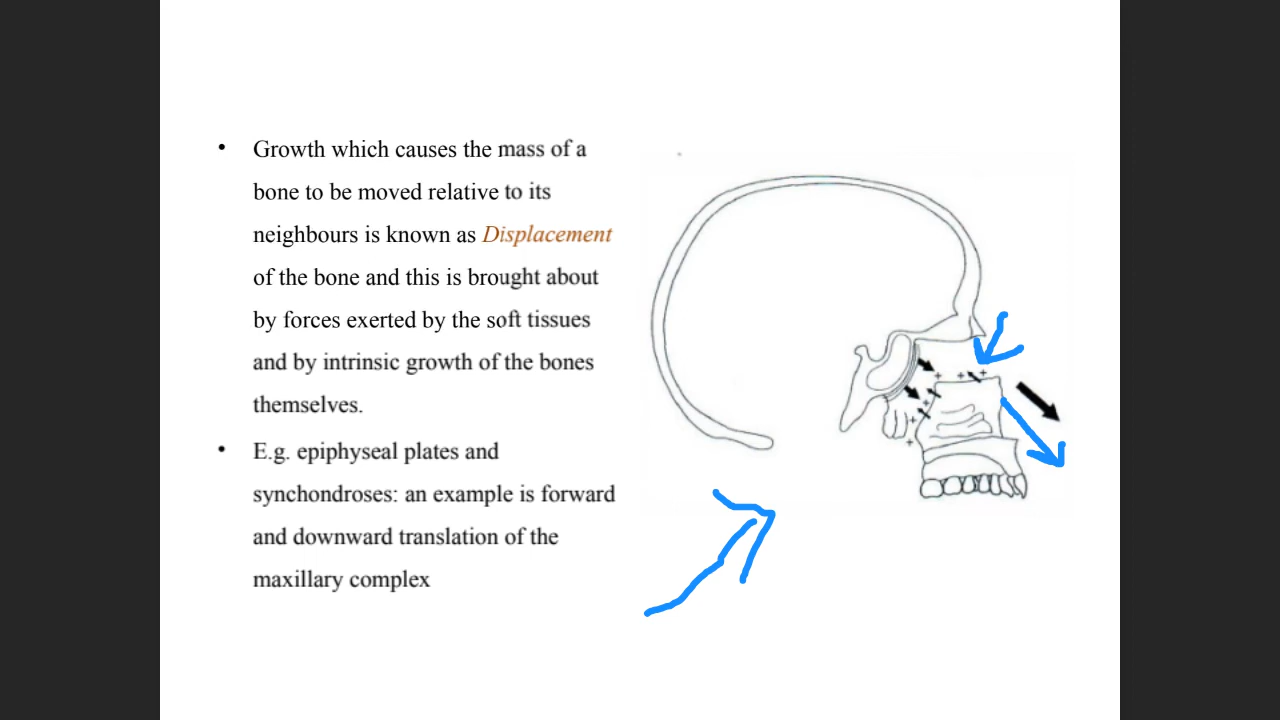 • Growth which causes the mass of a
bone to be moved relative to its
neighbours is known as Displacement
of the bone and this is brought about
by forces exerted by the soft tissues
and by intrinsic growth of the bones
themselves.
• E.g. epiphyseal plates and
synchondroses: an example is forward
and downward translation of the
maxillary complex